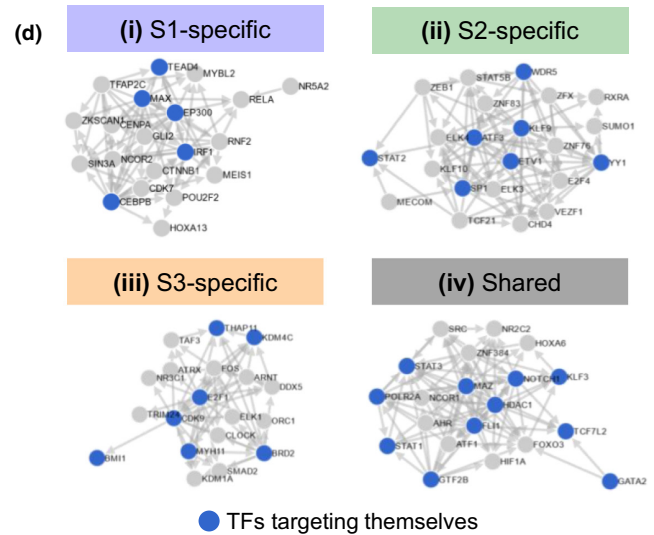 (d)
(i) S1-specific
(ii) S2-specific
TEAD4
MYBL2
TFAP2C
NR5A2
MAX
RELA
EP300
ZKSCAN1
CENPA
GLI2
RNF2
IRF1
NCOR2
SIN3A
CTNNB1
MEIS1
CDK7
POU2F2
CEBPB
HOXA13
WDR5
STAT5B
ZEB1
ZFX
RXRA
ZNF83
KLF9
SUMO1
ELK4
ATF3
ZNF76
STAT2
ETV1
YY1
KLF10
E2F4
SP1
ELK3
MECOM
VEZF1
TCF21
CHD4
(iii) S3-specific
(iv) Shared
THAP11
KDM4C
TAF3
ATRX
FOS
NR3C1
ARNT
DDX5
E2F1
TRIM24
CDK9
ELK1
ORC1
CLOCK
MYH11
BRD2
BMI1
SMAD2
KDM1A
SRC
NR2C2
HOXA6
ZNF384
STAT3
NOTCH1
KLF3
MAZ
POLR2A
NCOR1
HDAC1
AHR
FLI1
TCF7L2
STAT1
ATF1
FOXO3
HIF1A
GTF2B
GATA2
TFs targeting themselves